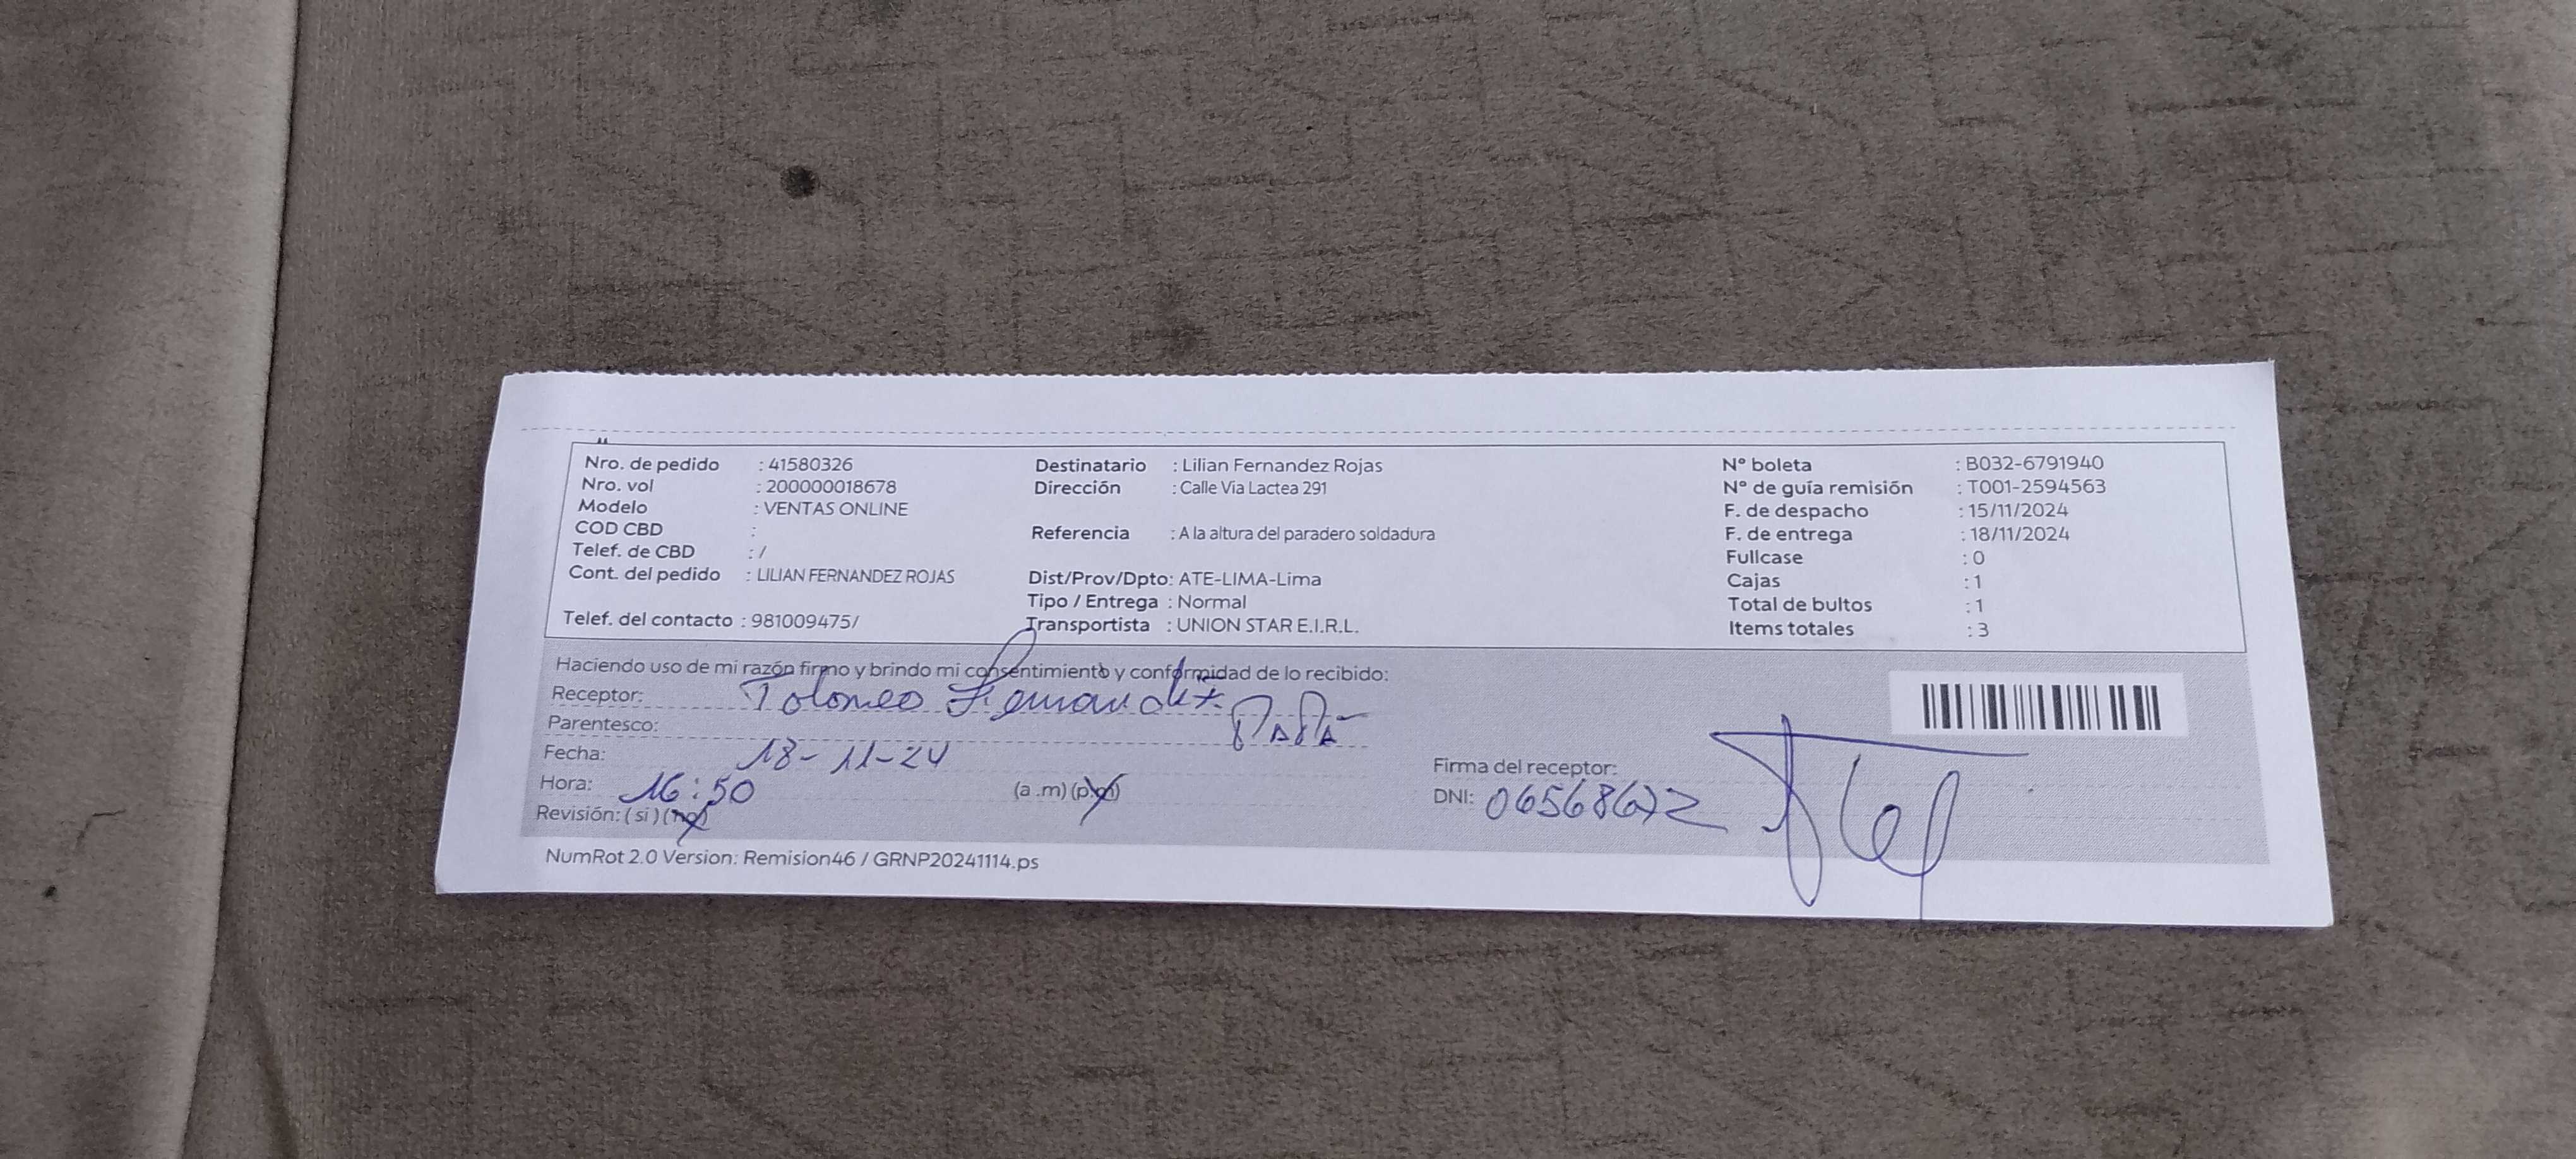 Nro. de pedido : 41580326
Nro. vol : 200000018678
Modelo : VENTAS ONLINE
COD CBD :
Telef. de CBD : /
Cont. del pedido : LILIAN FERNANDEZ ROJAS
Telef. del contacto : 981009475/
Destinatario : Lilian Fernandez Rojas
Dirección : Calle Via Lactea 291
Referencia : A la altura del paradero soldadura
Dist/Prov/Dpto: ATE-LIMA-Lima
Tipo / Entrega : Normal
Transportista : UNION STAR E.I.R.L.
N° boleta : B032-6791940
N° de guía remisión : T001-2594563
F. de despacho : 15/11/2024
F. de entrega : 18/11/2024
Fullcase : 0
Cajas : 1
Total de bultos : 1
Items totales : 3
Haciendo uso de mi razón firmo y brindo mi consentimiento y conformidad de lo recibido:
Receptor: Tolomeo Fernandez
Parentesco: PAPÁ
Fecha: 18-11-24
Hora: 16:50 (a .m) (p.m)
Revisión: ( si ) ( no )
Firma del receptor:
DNI: 06568672
NumRot 2.0 Version: Remision46 / GRNP20241114.ps